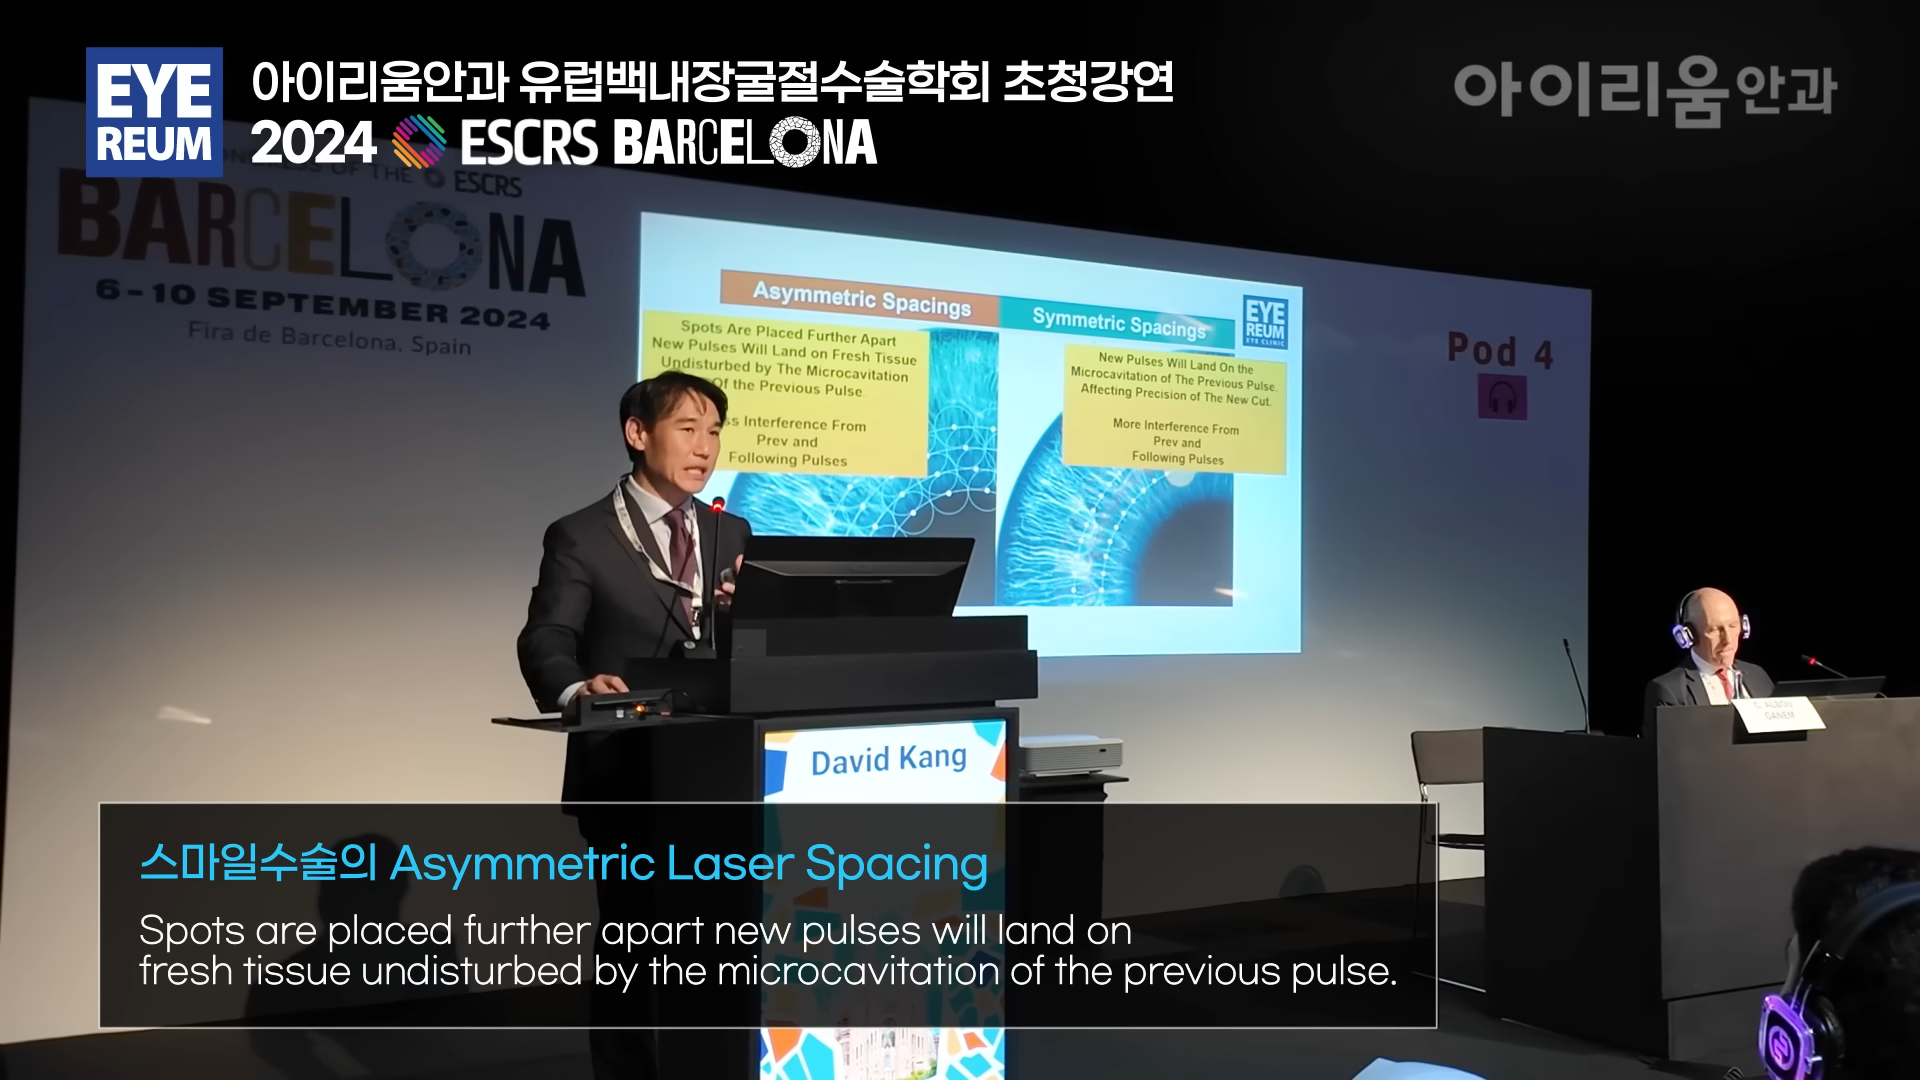 EYE
REUM
아이리움안과 유럽백내장굴절수술학회 초청강연
2024 ESCRS BARCELONA
아이리움안과
OF THE ESCRS
BARCELONA
6-10 SEPTEMBER 2024
Fira de Barcelona. Spain
Asymmetric Spacings
Spots Are Placed Further Apart
New Pulses Will Land on Fresh Tissue
Undisturbed by The Microcavitation
Of the Previous Pulse.
Interference From
Prev and
Following Pulses
Symmetric Spacings
New Pulses Will Land On the
Microcavitation of The Previous Pulse.
Affecting Precision of The New Cut.
More Interference From
Prev and
Following Pulses
EYE
REUM
EYE CLINIC
Pod 4
GANEM
David Kang
스마일수술의 Asymmetric Laser Spacing
Spots are placed further apart new pulses will land on
fresh tissue undisturbed by the microcavitation of the previous pulse.